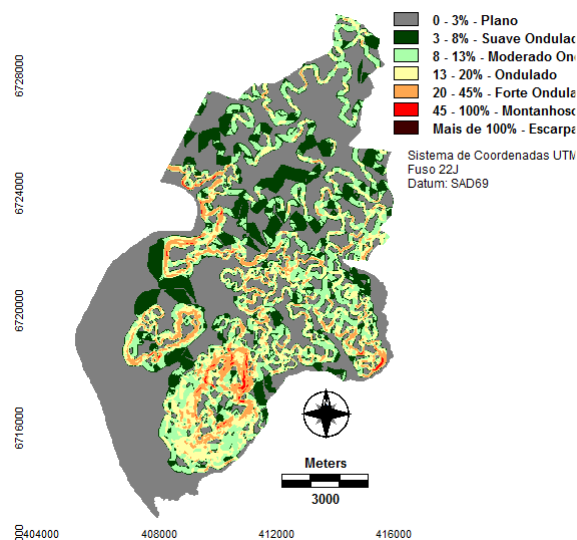 0 - 3% - Plano
3 - 8% - Suave Ondulad
8 - 13% - Moderado On
13 - 20% - Ondulado
20 - 45% - Forte Ondula
45 - 100% - Montanhos
Mais de 100% - Escarpa
Sistema de Coordenadas UTM
Fuso 22J
Datum: SAD69
6728000
6724000
6720000
6716000
Meters
3000
404000 408000 412000 416000